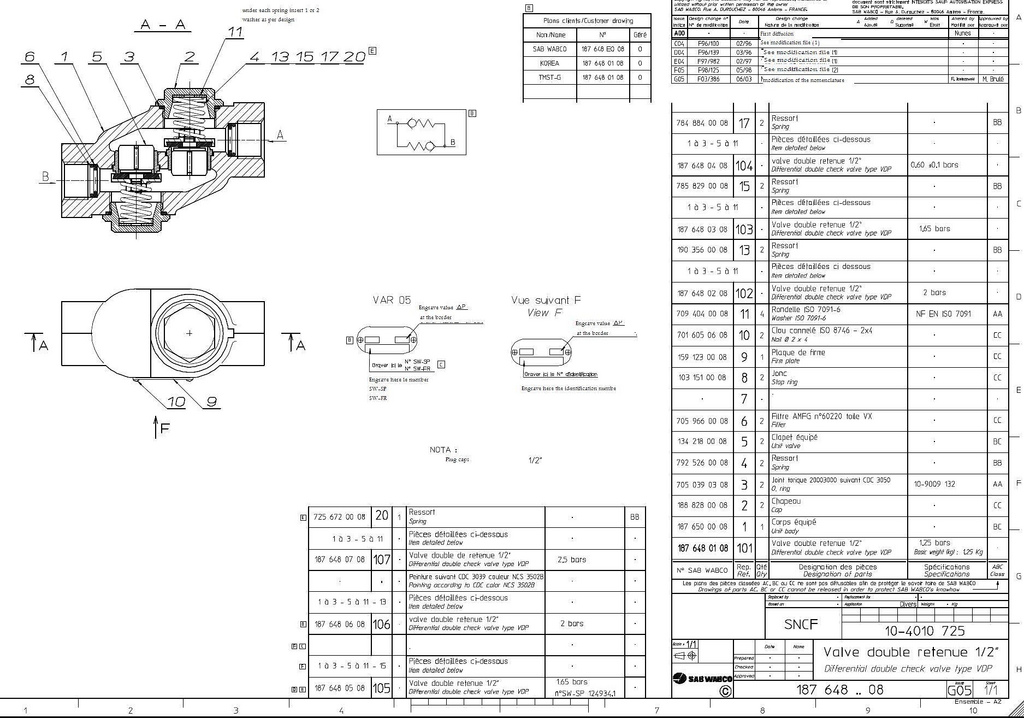 under each spring insert 1 or 2
washer as per design
A - A
11
6 1 5 3 2 4 13 15 17 20 E
8
A
B
B
Plans clients/Customer drawing
Nom/Name N° Géré
SAB WABCO 187 648 EG 08 0
KOREA 187 648 01 08 0
TMST-G 187 648 01 08 0
A B
B
SAB WABCO
Design change n° Date Design change
N° de modification Nature de la modification
A00 First diffusion Nunes
C04 F96/100 02/96 See modification file (1)
D04 F96/189 03/96 "See modification file (1)
E04 F97/982 02/97 "See modification file (1)
F05 F98/125 05/98 "See modification file (2)
G05 F03/386 06/03 modification of the nomenclature M. Brulé
784 884 00 08 17 2 Ressort BB
Spring
1 à 3 - 5 à 11 Pièces détaillées ci-dessous
Item detailed below
187 648 04 08 104 valve double retenue 1/2" 0,60 ±0,1 bars
Differential double check valve type VDP
785 829 00 08 15 2 Ressort BB
Spring
1 à 3 - 5 à 11 Pièces détaillées ci-dessous
Item detailed below
187 648 03 08 103 Valve double retenue 1/2" 1,65 bars
Differential double check valve type VDP
190 356 00 08 13 2 Ressort BB
Spring
1 à 3 - 5 à 11 Pièces détaillées ci dessous
Item detailed below
187 648 02 08 102 Valve double retenue 1/2" 2 bars
Differential double check valve type VDP
709 404 00 08 11 4 Rondelle ISO 7091-6 NF EN ISO 7091 AA
Washer ISO 7091-6
701 605 06 08 10 2 Clou cannelé ISO 8746 - 2x4 CC
Nail Ø 2 x 4
159 123 00 08 9 1 Plaque de firme CC
Firm plate
103 151 00 08 8 2 Jonc CC
Stop ring
7
705 966 00 08 6 2 Filtre AMFG n°60220 toile VX CC
Filter
134 218 00 08 5 2 Clapet équipé BC
Unit valve
792 526 00 08 4 2 Ressort BB
Spring
705 039 03 08 3 2 Joint torique 20003000 suivant CDC 3050 10-9009 132 AA
O. ring
188 828 00 08 2 2 Chapeau CC
Cap
187 650 00 08 1 1 Corps équipé BC
Unit body
187 648 01 08 101 Valve double retenue 1/2" 1,25 bars
Differential double check valve type VDP Base weight (kg) : 1,25 Kg
N° SAB WABCO Rep. Qté Designation des pièces Spécifications ABC
Ref. Qty Designation of parts Specifications Class
Les plans des pièces classées AC, BC ou CC ne sont pas diffusables afin de protéger le savoir faire de SAB WABCO
Drawings of parts AC, BC or CC cannot be released in order to protect SAB WABCO's knowhow
VAR 05
Engrave value ΔP
at the border
B
Graver ici le N° SW-SP C
N° SW-FR
Engrave here le member
SW-SP
SW-FR
Vue suivant F
View F
Engrave value ΔP
at the border
Graver ici le N° d'identification
Engrave here the identification membre
A A
10 9
F
NOTA :
Plug caps 1/2"
E 725 672 00 08 20 1 Ressort BB
Spring
1 à 3 - 5 à 11 Pièces détaillées ci-dessous
Item detailed below
187 648 07 08 107 Valve double de retenue 1/2" 2,5 bars
Differential double check valve type VDP
Peinture suivant CDC 3039 couleur NCS 3502B
Painting according to CDC color NCS 3502B
1 à 3 - 5 à 11 - 13 Pièces détaillées ci-dessous
Item detailed below
187 648 06 08 106 valve double retenue 1/2" 2 bars
Differential double check valve type VDP
1 à 3 - 5 à 11 - 15 Pièces détaillées ci-dessous
Item detailed below
187 648 05 08 105 Valve double retenue 1/2" 1.65 bars
Differential double check valve type VDP n°SW-SP 124934.1
Replaced by Replacement for
Based on Application Divers Weight Kg
SNCF
10-4010 725
Scale 1/1
Date Name
Prepared
Checked
Approved
Valve double retenue 1/2"
Differential double check valve type VDP
SAB WABCO
© 187 648 .. 08 G05 1/1
Ensemble - A2
1 2 3 4 7 8 9 10
A
B
C
D
E
F
G
H